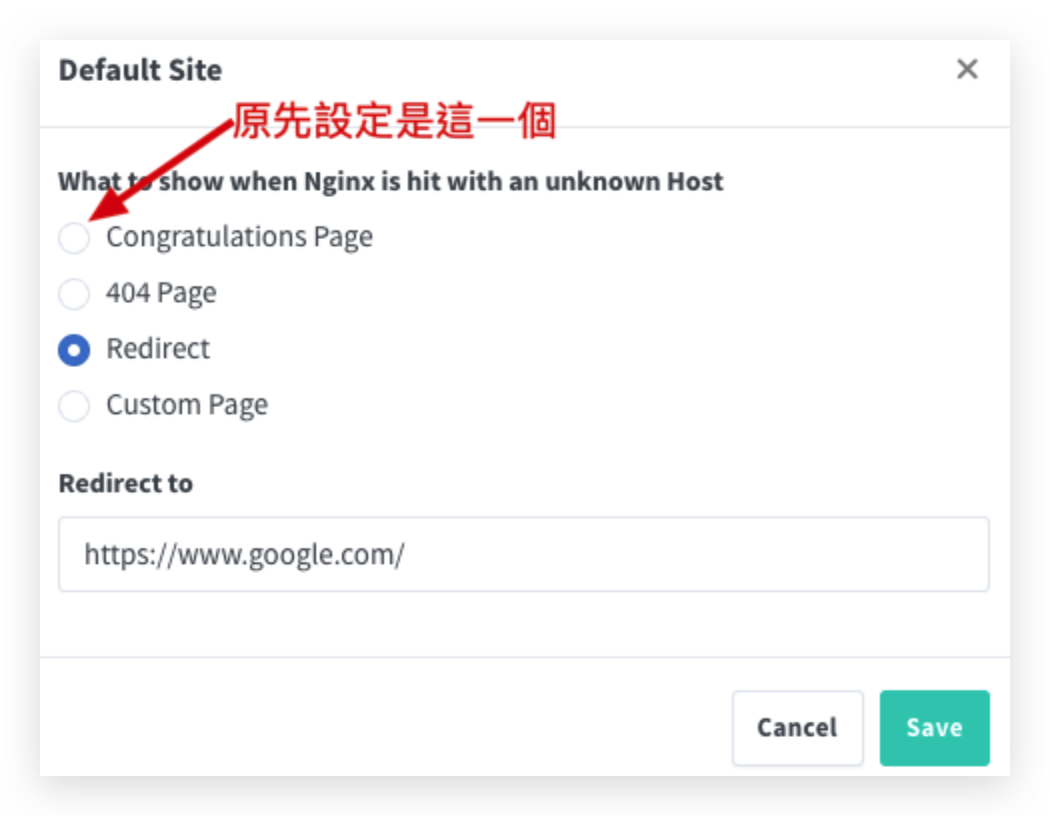 Default Site
原先設定是這一個
What to show when Nginx is hit with an unknown Host
Congratulations Page
404 Page
Redirect
Custom Page
Redirect to
https://www.google.com/
Cancel
Save